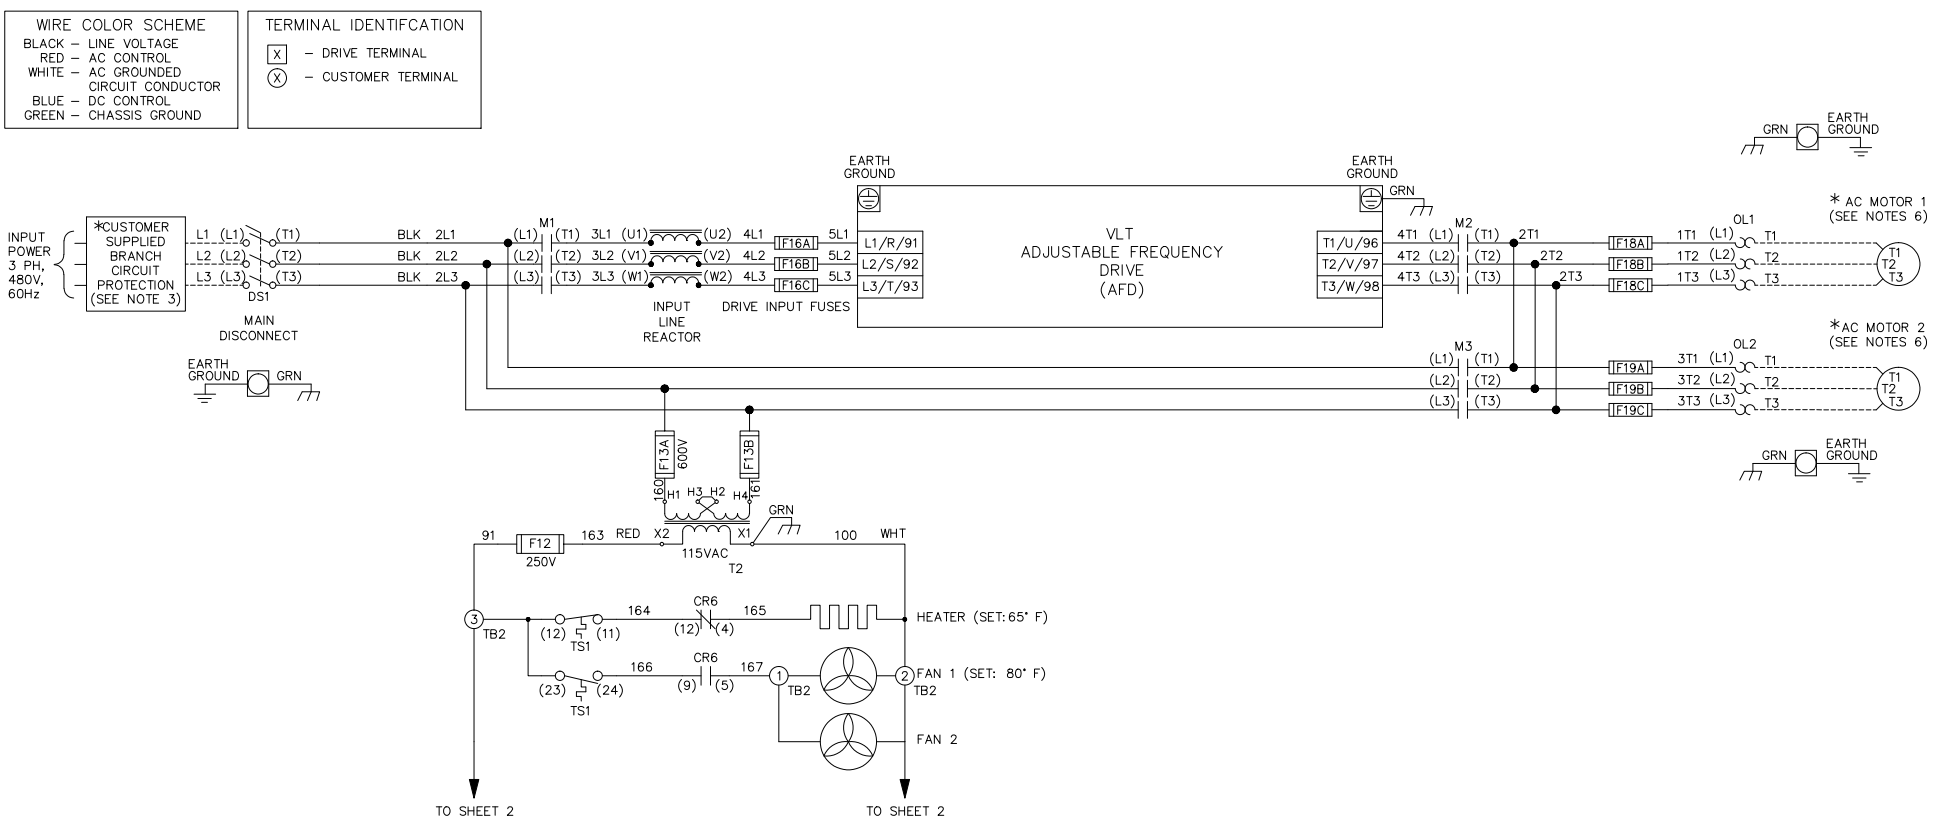 WIRE COLOR SCHEME
BLACK – LINE VOLTAGE
RED – AC CONTROL
WHITE – AC GROUNDED
CIRCUIT CONDUCTOR
BLUE – DC CONTROL
GREEN – CHASSIS GROUND
TERMINAL IDENTIFCATION
X – DRIVE TERMINAL
X – CUSTOMER TERMINAL
INPUT
POWER
3 PH,
480V,
60Hz
*CUSTOMER
SUPPLIED
BRANCH
CIRCUIT
PROTECTION
(SEE NOTE 3)
L1 (L1) (T1) BLK 2L1 (L1) M1 (T1) 3L1 (U1) (U2) 4L1 F16A 5L1 L1/R/91
L2 (L2) (T2) BLK 2L2 (L2) (T2) 3L2 (V1) (V2) 4L2 F16B 5L2 L2/S/92
L3 (L3) (T3) BLK 2L3 (L3) (T3) 3L3 (W1) (W2) 4L3 F16C 5L3 L3/T/93
DS1
MAIN
DISCONNECT
INPUT
LINE
REACTOR
DRIVE INPUT FUSES
EARTH
GROUND
GRN
EARTH
GROUND
VLT
ADJUSTABLE FREQUENCY
DRIVE
(AFD)
EARTH
GROUND
GRN
T1/U/96 4T1 (L1) M2 (T1) 2T1 F18A 1T1 (L1) OL1 T1
T2/V/97 4T2 (L2) (T2) 2T2 F18B 1T2 (L2) T2
T3/W/98 4T3 (L3) (T3) 2T3 F18C 1T3 (L3) T3
GRN
EARTH
GROUND
* AC MOTOR 1
(SEE NOTES 6)
T1
T2
T3
*AC MOTOR 2
(SEE NOTES 6)
T1
T2
T3
(L1) M3 (T1) F19A 3T1 (L1) OL2 T1
(L2) (T2) F19B 3T2 (L2) T2
(L3) (T3) F19C 3T3 (L3) T3
GRN
EARTH
GROUND
F13A
600V
F13B
160
161
H1 H3 H2 H4
GRN
91 F12 163 RED X2 X1 100 WHT
250V
115VAC
T2
3
TB2
(12) (11)
TS1
164
CR6
(12) (4)
165
HEATER (SET:65° F)
(23) (24)
TS1
166
CR6
(9) (5)
167
1
TB2
2
TB2
FAN 1 (SET: 80° F)
FAN 2
TO SHEET 2
TO SHEET 2